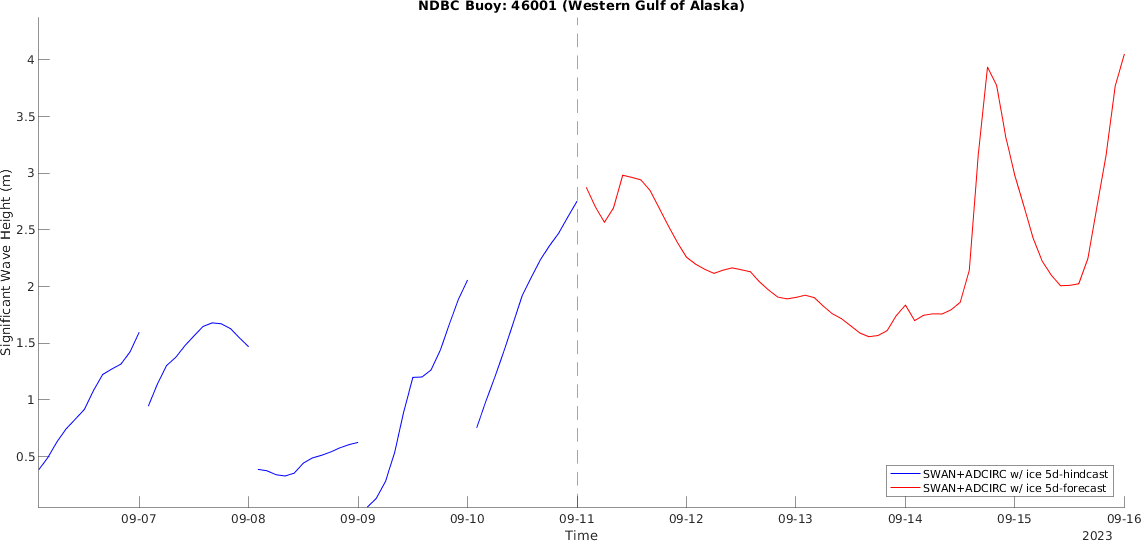 NDBC Buoy: 46001 (Western Gulf of Alaska)
4
3.5
3
2.5
2
1.5
1
0.5
Significant Wave Height (m)
SWAN+ADCIRC w/ ice 5d-hindcast
SWAN+ADCIRC w/ ice 5d-forecast
09-07 09-08 09-09 09-10 09-11 09-12 09-13 09-14 09-15 09-16
Time
2023